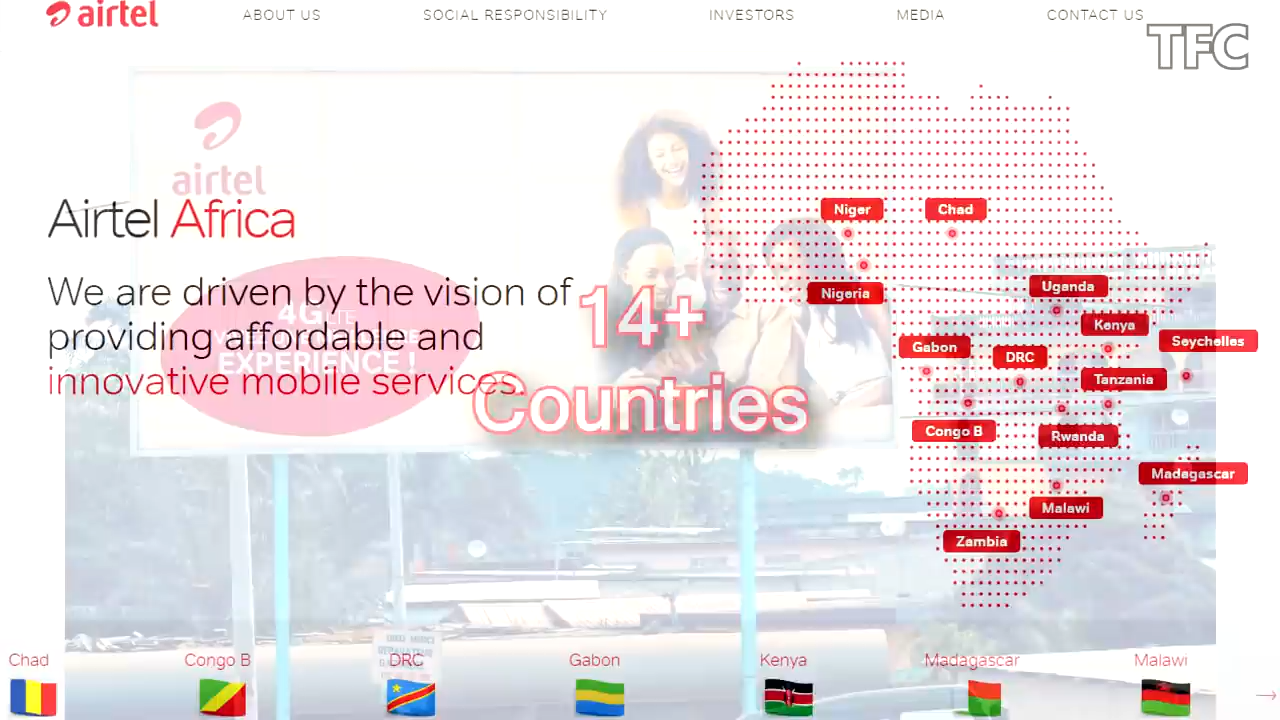 airtel
ABOUT US
SOCIAL RESPONSIBILITY
INVESTORS
MEDIA
CONTACT US
TFC
airtel
Airtel Africa
We are driven by the vision of
providing affordable and
innovative mobile services.
4G LTE
EXPERIENCE !
14+
Countries
Niger
Chad
Nigeria
Uganda
Kenya
Seychelles
Gabon
DRC
Tanzania
Congo B
Rwanda
Madagascar
Malawi
Zambia
Chad
Congo B
DRC
Gabon
Kenya
Madagascar
Malawi